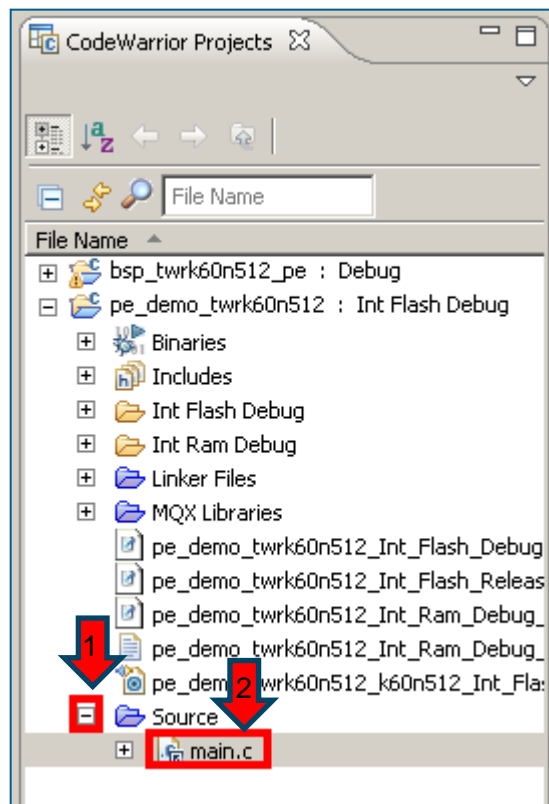 CodeWarrior Projects
File Name
File Name
bsp_twrk60n512_pe : Debug
pe_demo_twrk60n512 : Int Flash Debug
Binaries
Includes
Int Flash Debug
Int Ram Debug
Linker Files
MQX Libraries
pe_demo_twrk60n512_Int_Flash_Debug
pe_demo_twrk60n512_Int_Flash_Releas
pe_demo_twrk60n512_Int_Ram_Debug_
1
pe_demo_twrk60n512_Int_Ram_Debug_
2
pe_dem wrk60n512_k60n512_Int_Fla
Source
main.c